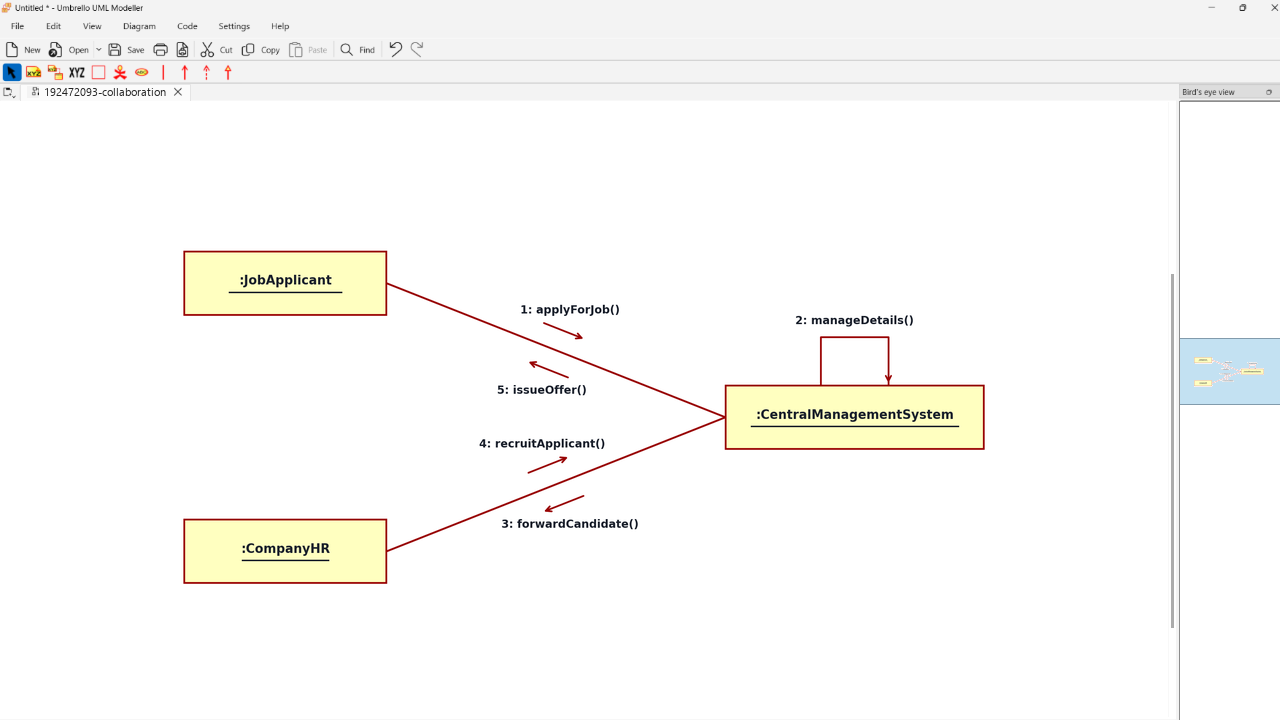 Untitled * - Umbrello UML Modeller
File Edit View Diagram Code Settings Help
New Open Save Cut Copy Paste Find
XYZ XYZ
192472093-collaboration
Bird's eye view
:JobApplicant
1: applyForJob()
2: manageDetails()
5: issueOffer()
:CentralManagementSystem
4: recruitApplicant()
3: forwardCandidate()
:CompanyHR